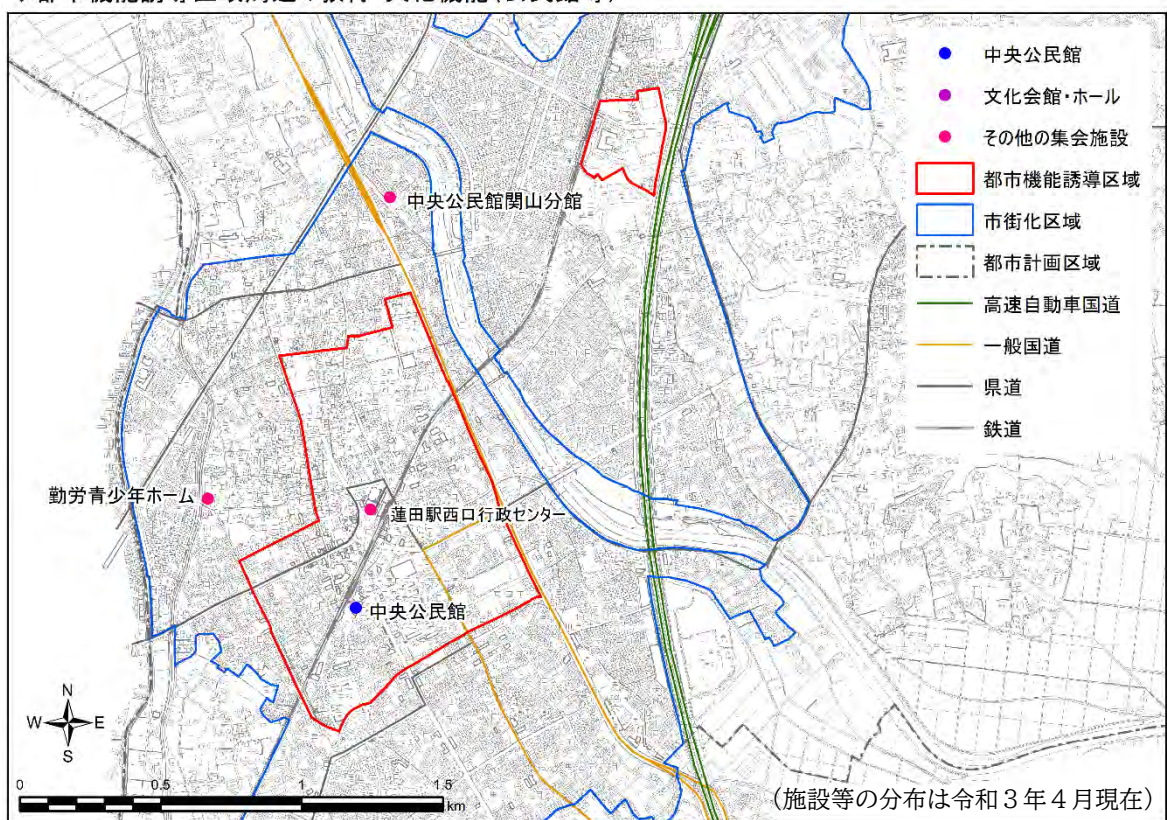 中央公民館
文化会館・ホール
その他の集会施設
都市機能誘導区域
市街化区域
都市計画区域
高速自動車国道
一般国道
県道
鉄道
中央公民館関山分館
勤労青少年ホーム
蓮田駅西口行政センター
中央公民館
N
W E
S
0 0.5 1 1.5
km
(施設等の分布は令和3年4月現在)